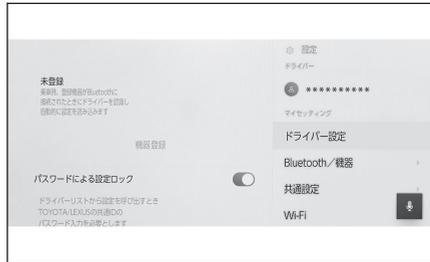 未登録
乗車時、登録機器がBluetoothに
接続されたときにドライバーを認識し
自動的に設定を読み込みます
機器登録
パスワードによる設定ロック
ドライバーリストから設定を呼び出すとき
TOYOTA/LEXUSの共通IDの
パスワード入力を必要とします
設定
ドライバー
**********
マイセッティング
ドライバー設定
Bluetooth／機器
共通設定
Wi-Fi